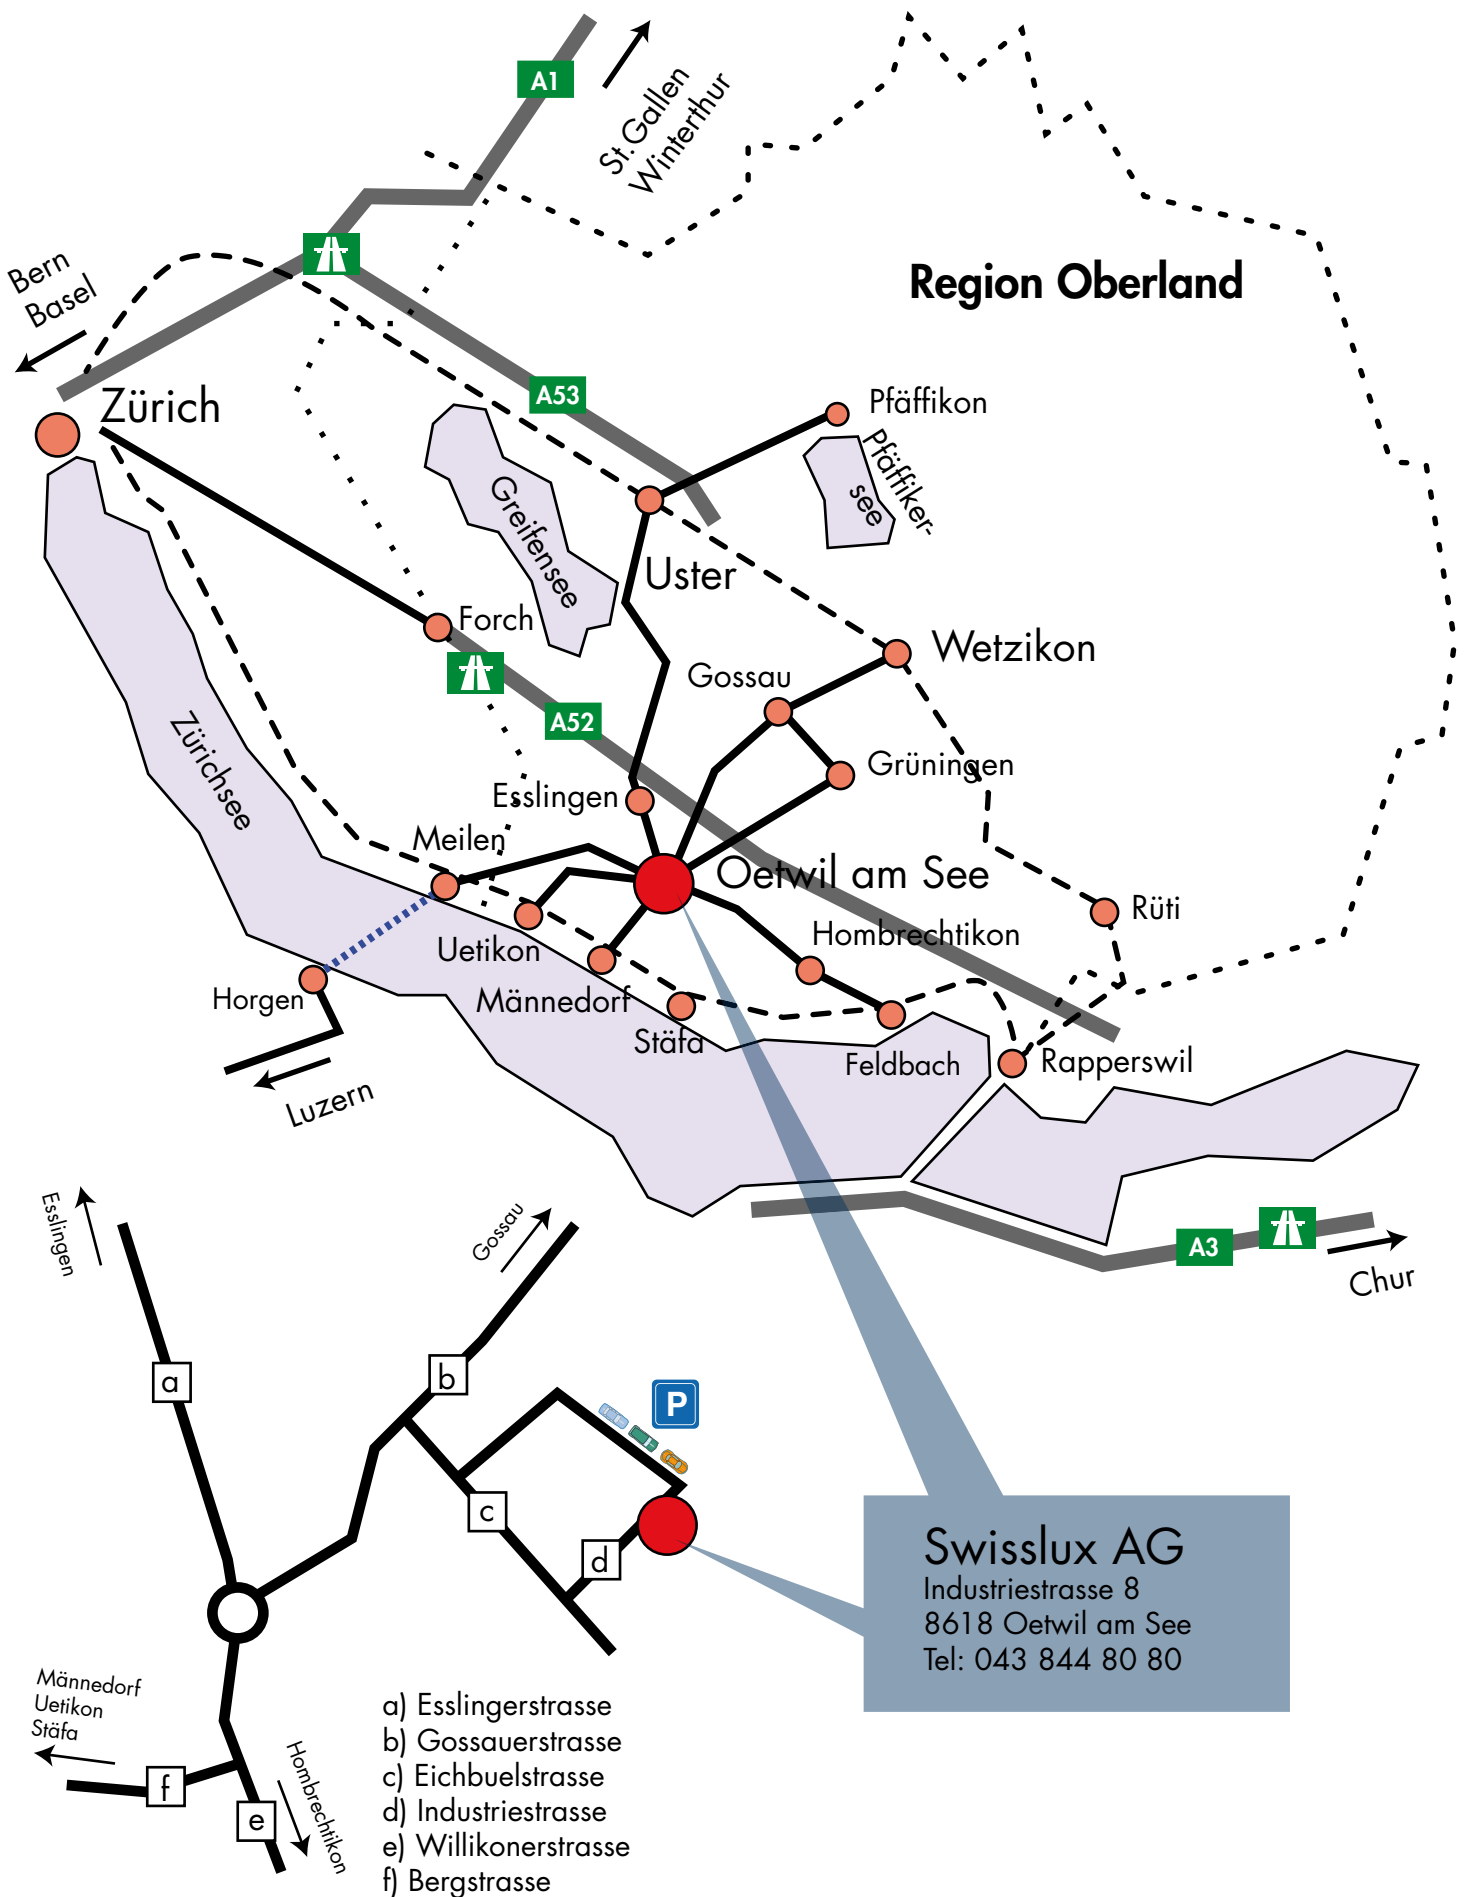 A1
St.Gallen
Winterthur
Bern
Basel
Region Oberland
Zürich
A53
Pfäffikon
Pfäffiker-
see
Greifensee
Uster
Forch
Wetzikon
Gossau
A52
Zürichsee
Grüningen
Esslingen
Meilen
Oetwil am See
Rüti
Hombrechtikon
Uetikon
Horgen
Männedorf
Stäfa
Feldbach
Rapperswil
Luzern
A3
Chur
Esslingen
Gossau
a
b
P
c
d
Swisslux AG
Industriestrasse 8
8618 Oetwil am See
Tel: 043 844 80 80
Männedorf
Uetikon
Stäfa
Hombrechtikon
f
e
a) Esslingerstrasse
b) Gossauerstrasse
c) Eichbuelstrasse
d) Industriestrasse
e) Willikonerstrasse
f) Bergstrasse